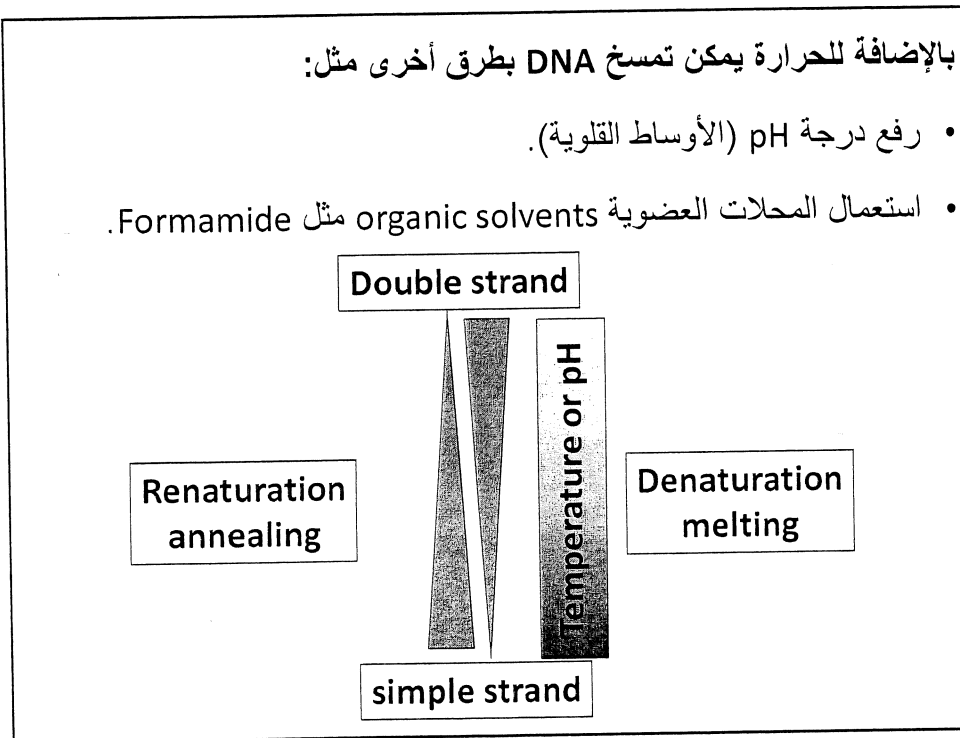 بالإضافة للحرارة يمكن تمسخ DNA بطرق أخرى مثل:
• رفع درجة pH (الأوساط القلوية).
• استعمال المحلات العضوية organic solvents مثل Formamide.
Double strand
Temperature or pH
Renaturation
annealing
Denaturation
melting
simple strand